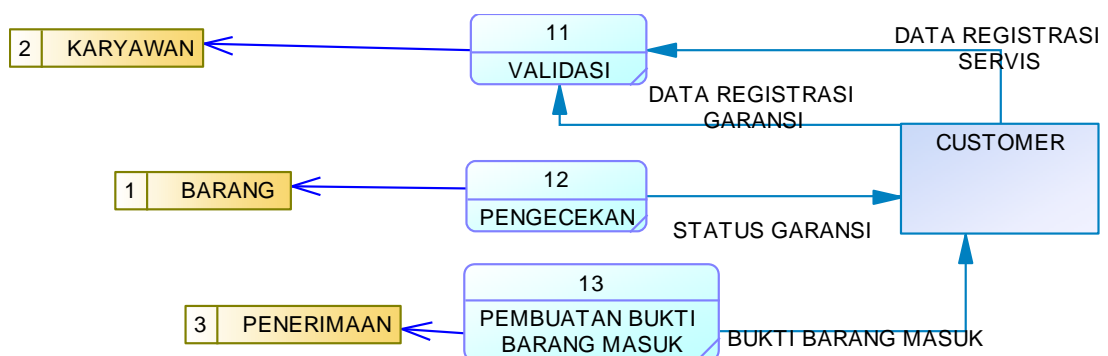 11
DATA REGISTRASI
SERVIS
2 KARYAWAN
VALIDASI
DATA REGISTRASI
GARANSI
CUSTOMER
12
1 BARANG
PENGECEKAN
STATUS GARANSI
13
3 PENERIMAAN
PEMBUATAN BUKTI
BARANG MASUK
BUKTI BARANG MASUK